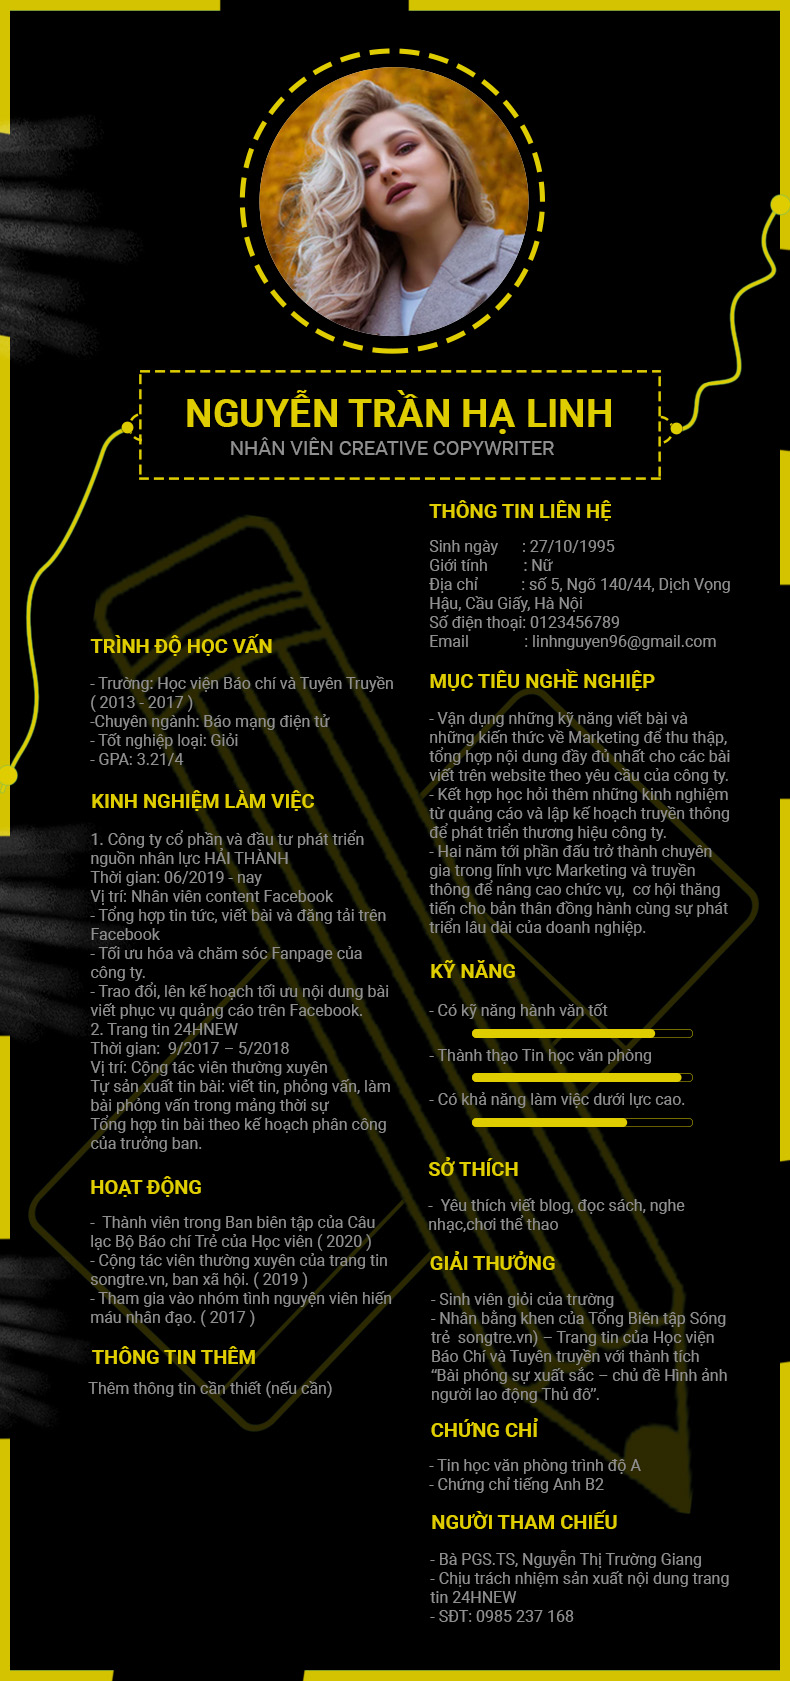 NGUYỄN TRẦN HẠ LINH
NHÂN VIÊN CREATIVE COPYWRITER
TRÌNH ĐỘ HỌC VẤN
- Trường: Học viện Báo chí và Tuyên Truyền
( 2013 - 2017 )
-Chuyên ngành: Báo mạng điện tử
- Tốt nghiệp loại: Giỏi
- GPA: 3.21/4
KINH NGHIỆM LÀM VIỆC
1. Công ty cổ phần và đầu tư phát triển
nguồn nhân lực HẢI THÀNH
Thời gian: 06/2019 - nay
Vị trí: Nhân viên content Facebook
- Tổng hợp tin tức, viết bài và đăng tải trên
Facebook
- Tối ưu hóa và chăm sóc Fanpage của
công ty.
- Trao đổi, lên kế hoạch tối ưu nội dung bài
viết phục vụ quảng cáo trên Facebook.
2. Trang tin 24HNEW
Thời gian:  9/2017 – 5/2018
Vị trí: Cộng tác viên thường xuyên
Tự sản xuất tin bài: viết tin, phỏng vấn, làm
bài phỏng vấn trong mảng thời sự
Tổng hợp tin bài theo kế hoạch phân công
của trưởng ban.
HOẠT ĐỘNG
-  Thành viên trong Ban biên tập của Câu
lạc Bộ Báo chí Trẻ của Học viên ( 2020 )
- Cộng tác viên thường xuyên của trang tin
songtre.vn, ban xã hội. ( 2019 )
- Tham gia vào nhóm tình nguyện viên hiến
máu nhân đạo. ( 2017 )
THÔNG TIN THÊM
Thêm thông tin cần thiết (nếu cần)
THÔNG TIN LIÊN HỆ
Sinh ngày : 27/10/1995
Giới tính : Nữ
Địa chỉ : số 5, Ngõ 140/44, Dịch Vọng
Hậu, Cầu Giấy, Hà Nội
Số điện thoại: 0123456789
Email : linhnguyen96@gmail.com
MỤC TIÊU NGHỀ NGHIỆP
- Vận dụng những kỹ năng viết bài và
những kiến thức về Marketing để thu thập,
tổng hợp nội dung đầy đủ nhất cho các bài
viết trên website theo yêu cầu của công ty.
- Kết hợp học hỏi thêm những kinh nghiệm
từ quảng cáo và lập kế hoạch truyền thông
để phát triển thương hiệu công ty.
- Hai năm tới phấn đấu trở thành chuyên
gia trong lĩnh vực Marketing và truyền
thông để nâng cao chức vụ,  cơ hội thăng
tiến cho bản thân đồng hành cùng sự phát
triển lâu dài của doanh nghiệp.
KỸ NĂNG
- Có kỹ năng hành văn tốt
- Thành thạo Tin học văn phòng
- Có khả năng làm việc dưới lực cao.
SỞ THÍCH
-  Yêu thích viết blog, đọc sách, nghe
nhạc,chơi thể thao
GIẢI THƯỞNG
- Sinh viên giỏi của trường
- Nhân bằng khen của Tổng Biên tập Sóng
trẻ  songtre.vn) – Trang tin của Học viện
Báo Chí và Tuyên truyền với thành tích
“Bài phóng sự xuất sắc – chủ đề Hình ảnh
người lao động Thủ đô”.
CHỨNG CHỈ
- Tin học văn phòng trình độ A
- Chứng chỉ tiếng Anh B2
NGƯỜI THAM CHIẾU
- Bà PGS.TS, Nguyễn Thị Trường Giang
- Chịu trách nhiệm sản xuất nội dung trang
tin 24HNEW
- SĐT: 0985 237 168